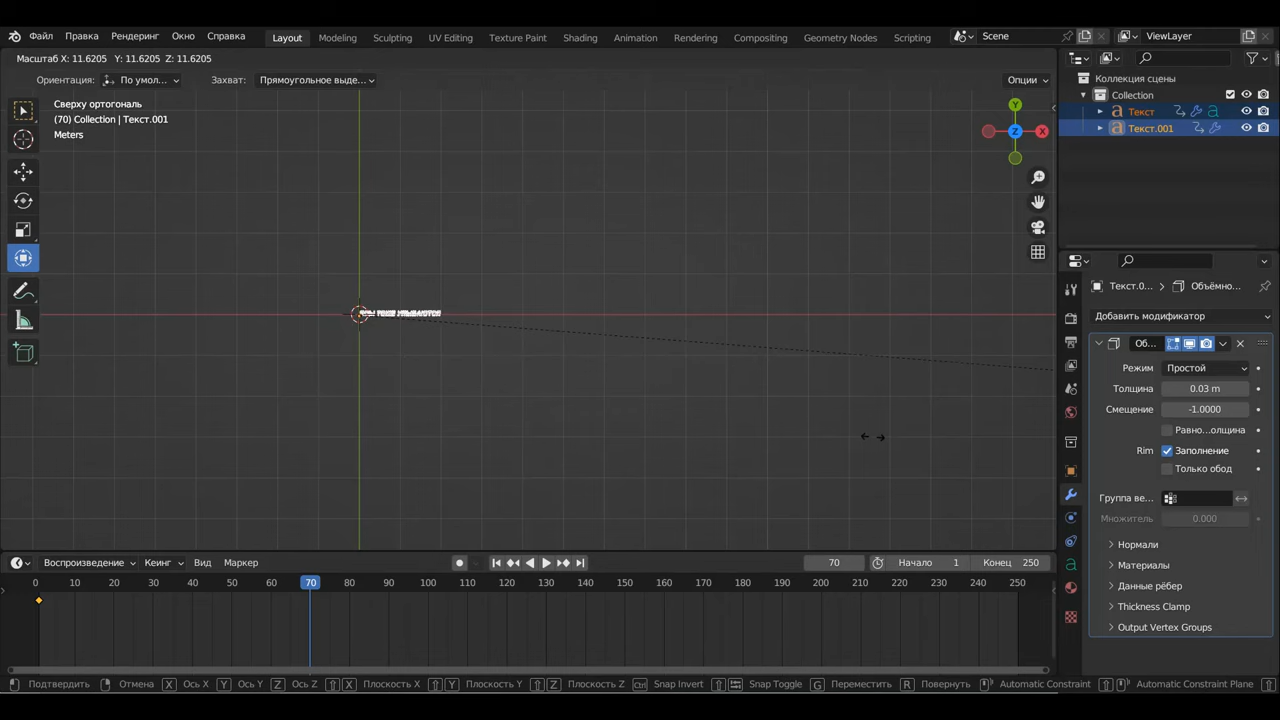 Файл Правка Рендеринг Окно Справка Layout Modeling Sculpting UV Editing Texture Paint Shading Animation Rendering Compositing Geometry Nodes Scripting Scene ViewLayer
Масштаб X: 11.6205 Y: 11.6205 Z: 11.6205
Ориентация: По умол... Захват: Прямоугольное выде... Опции
Сверху ортогональ
(70) Collection | Текст.001
Meters
Y
X
Z
Коллекция сцены
Collection
Текст
Текст.001
Текст.0... Объёмно...
Добавить модификатор
Об...
Режим Простой
Толщина 0.03 m
Смещение -1.0000
Равно...олщина
Rim Заполнение
Только обод
Группа ве...
Множитель 0.000
Нормали
Материалы
Данные рёбер
Thickness Clamp
Output Vertex Groups
Воспроизведение Кеинг Вид Маркер 70 Начало 1 Конец 250
0 10 20 30 40 50 60 70 80 90 100 110 120 130 140 150 160 170 180 190 200 210 220 230 240 250
Подтвердить Отмена X Ось X Y Ось Y Z Ось Z X Плоскость X Y Плоскость Y Z Плоскость Z Ctrl Snap Invert Snap Toggle G Переместить R Повернуть Automatic Constraint Automatic Constraint Plane